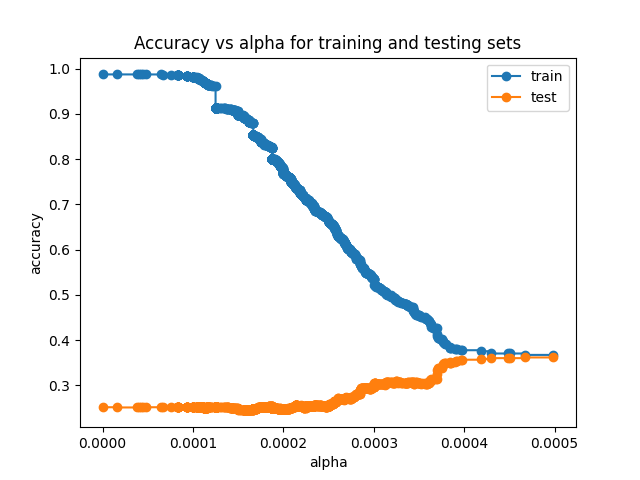 Accuracy vs alpha for training and testing sets
train
test
1.0
0.9
0.8
0.7
0.6
0.5
0.4
0.3
accuracy
0.0000 0.0001 0.0002 0.0003 0.0004 0.0005
alpha